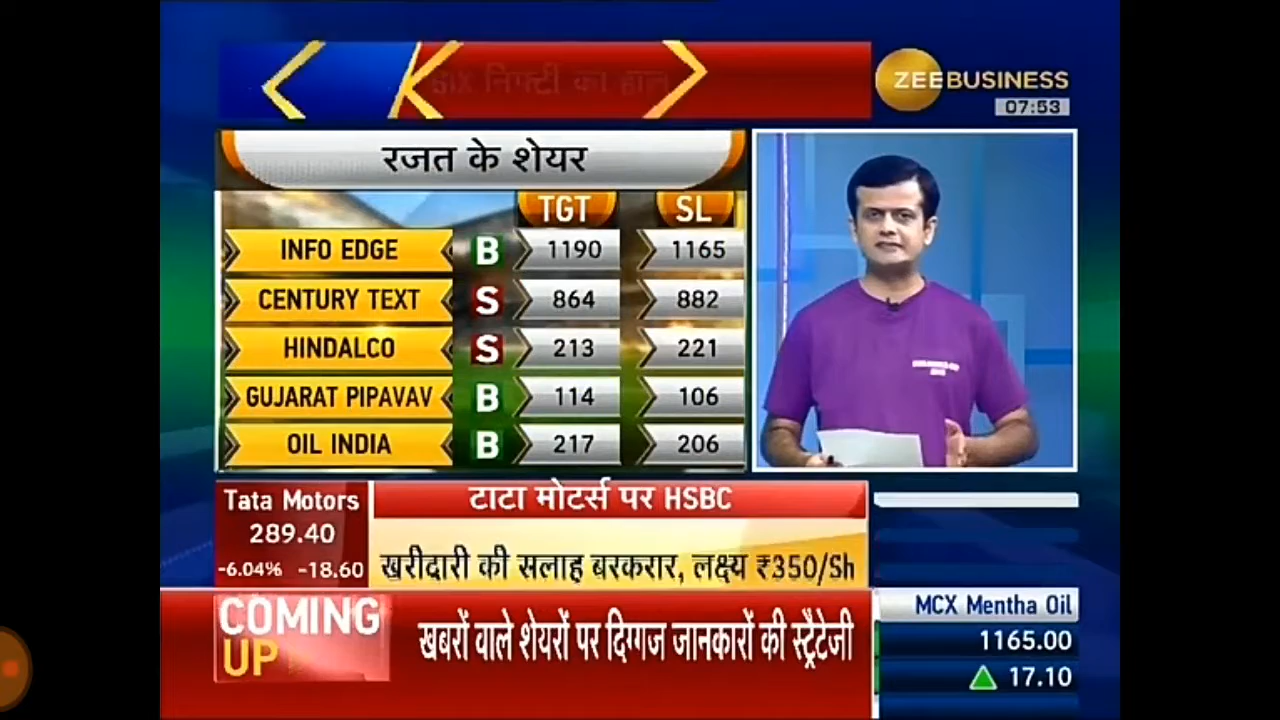 SGX निफ्टी का हाल
ZEEBUSINESS
07:53
रजत के शेयर
TGT SL
INFO EDGE B 1190 1165
CENTURY TEXT S 864 882
HINDALCO S 213 221
GUJARAT PIPAVAV B 114 106
OIL INDIA B 217 206
Tata Motors
289.40
-6.04% -18.60
टाटा मोटर्स पर HSBC
खरीदारी की सलाह बरकरार, लक्ष्य ₹350/Sh
COMING
UP
खबरों वाले शेयरों पर दिग्गज जानकारों की स्ट्रैटेजी
MCX Mentha Oil
1165.00
17.10